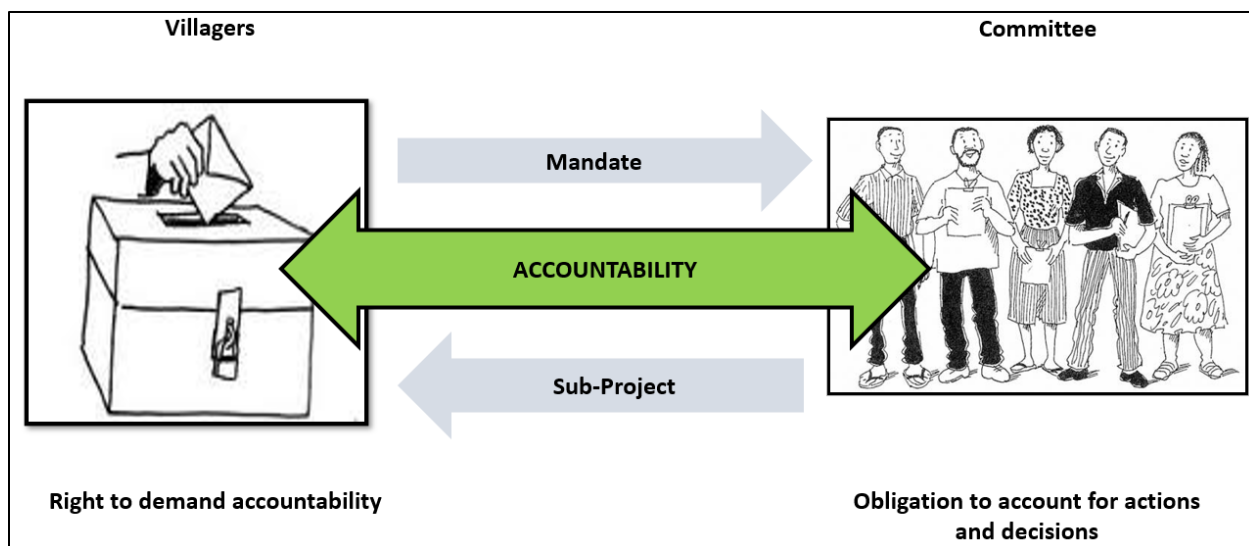 Villagers
Committee
Mandate
ACCOUNTABILITY
Sub-Project
Right to demand accountability
Obligation to account for actions
and decisions